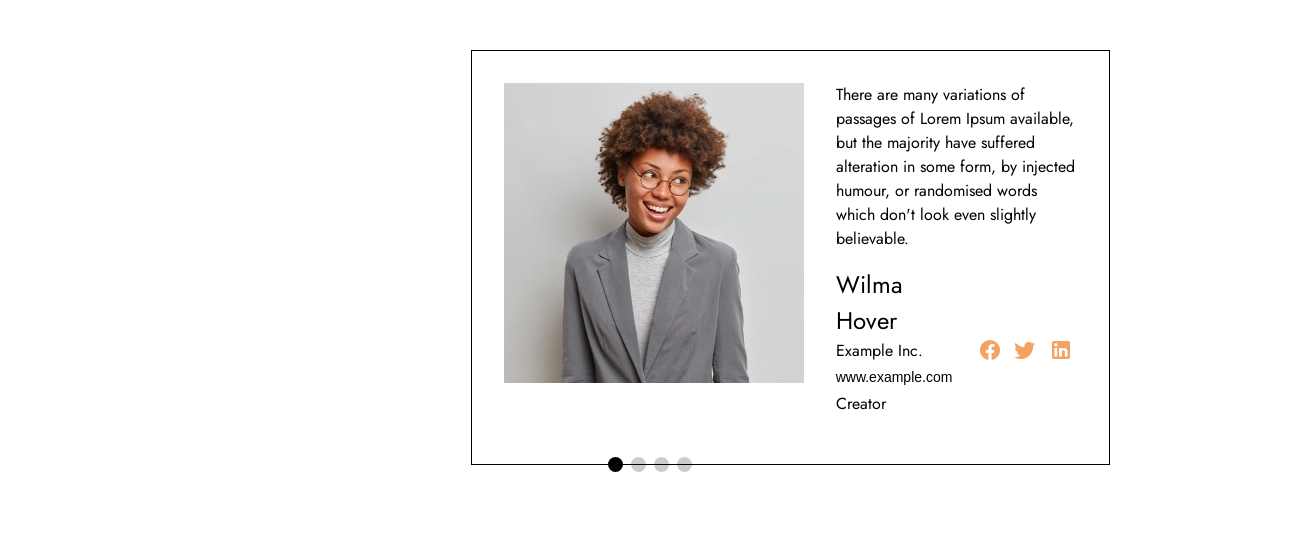 There are many variations of
passages of Lorem Ipsum available,
but the majority have suffered
alteration in some form, by injected
humour, or randomised words
which don't look even slightly
believable.
Wilma
Hover
Example Inc.
www.example.com
Creator